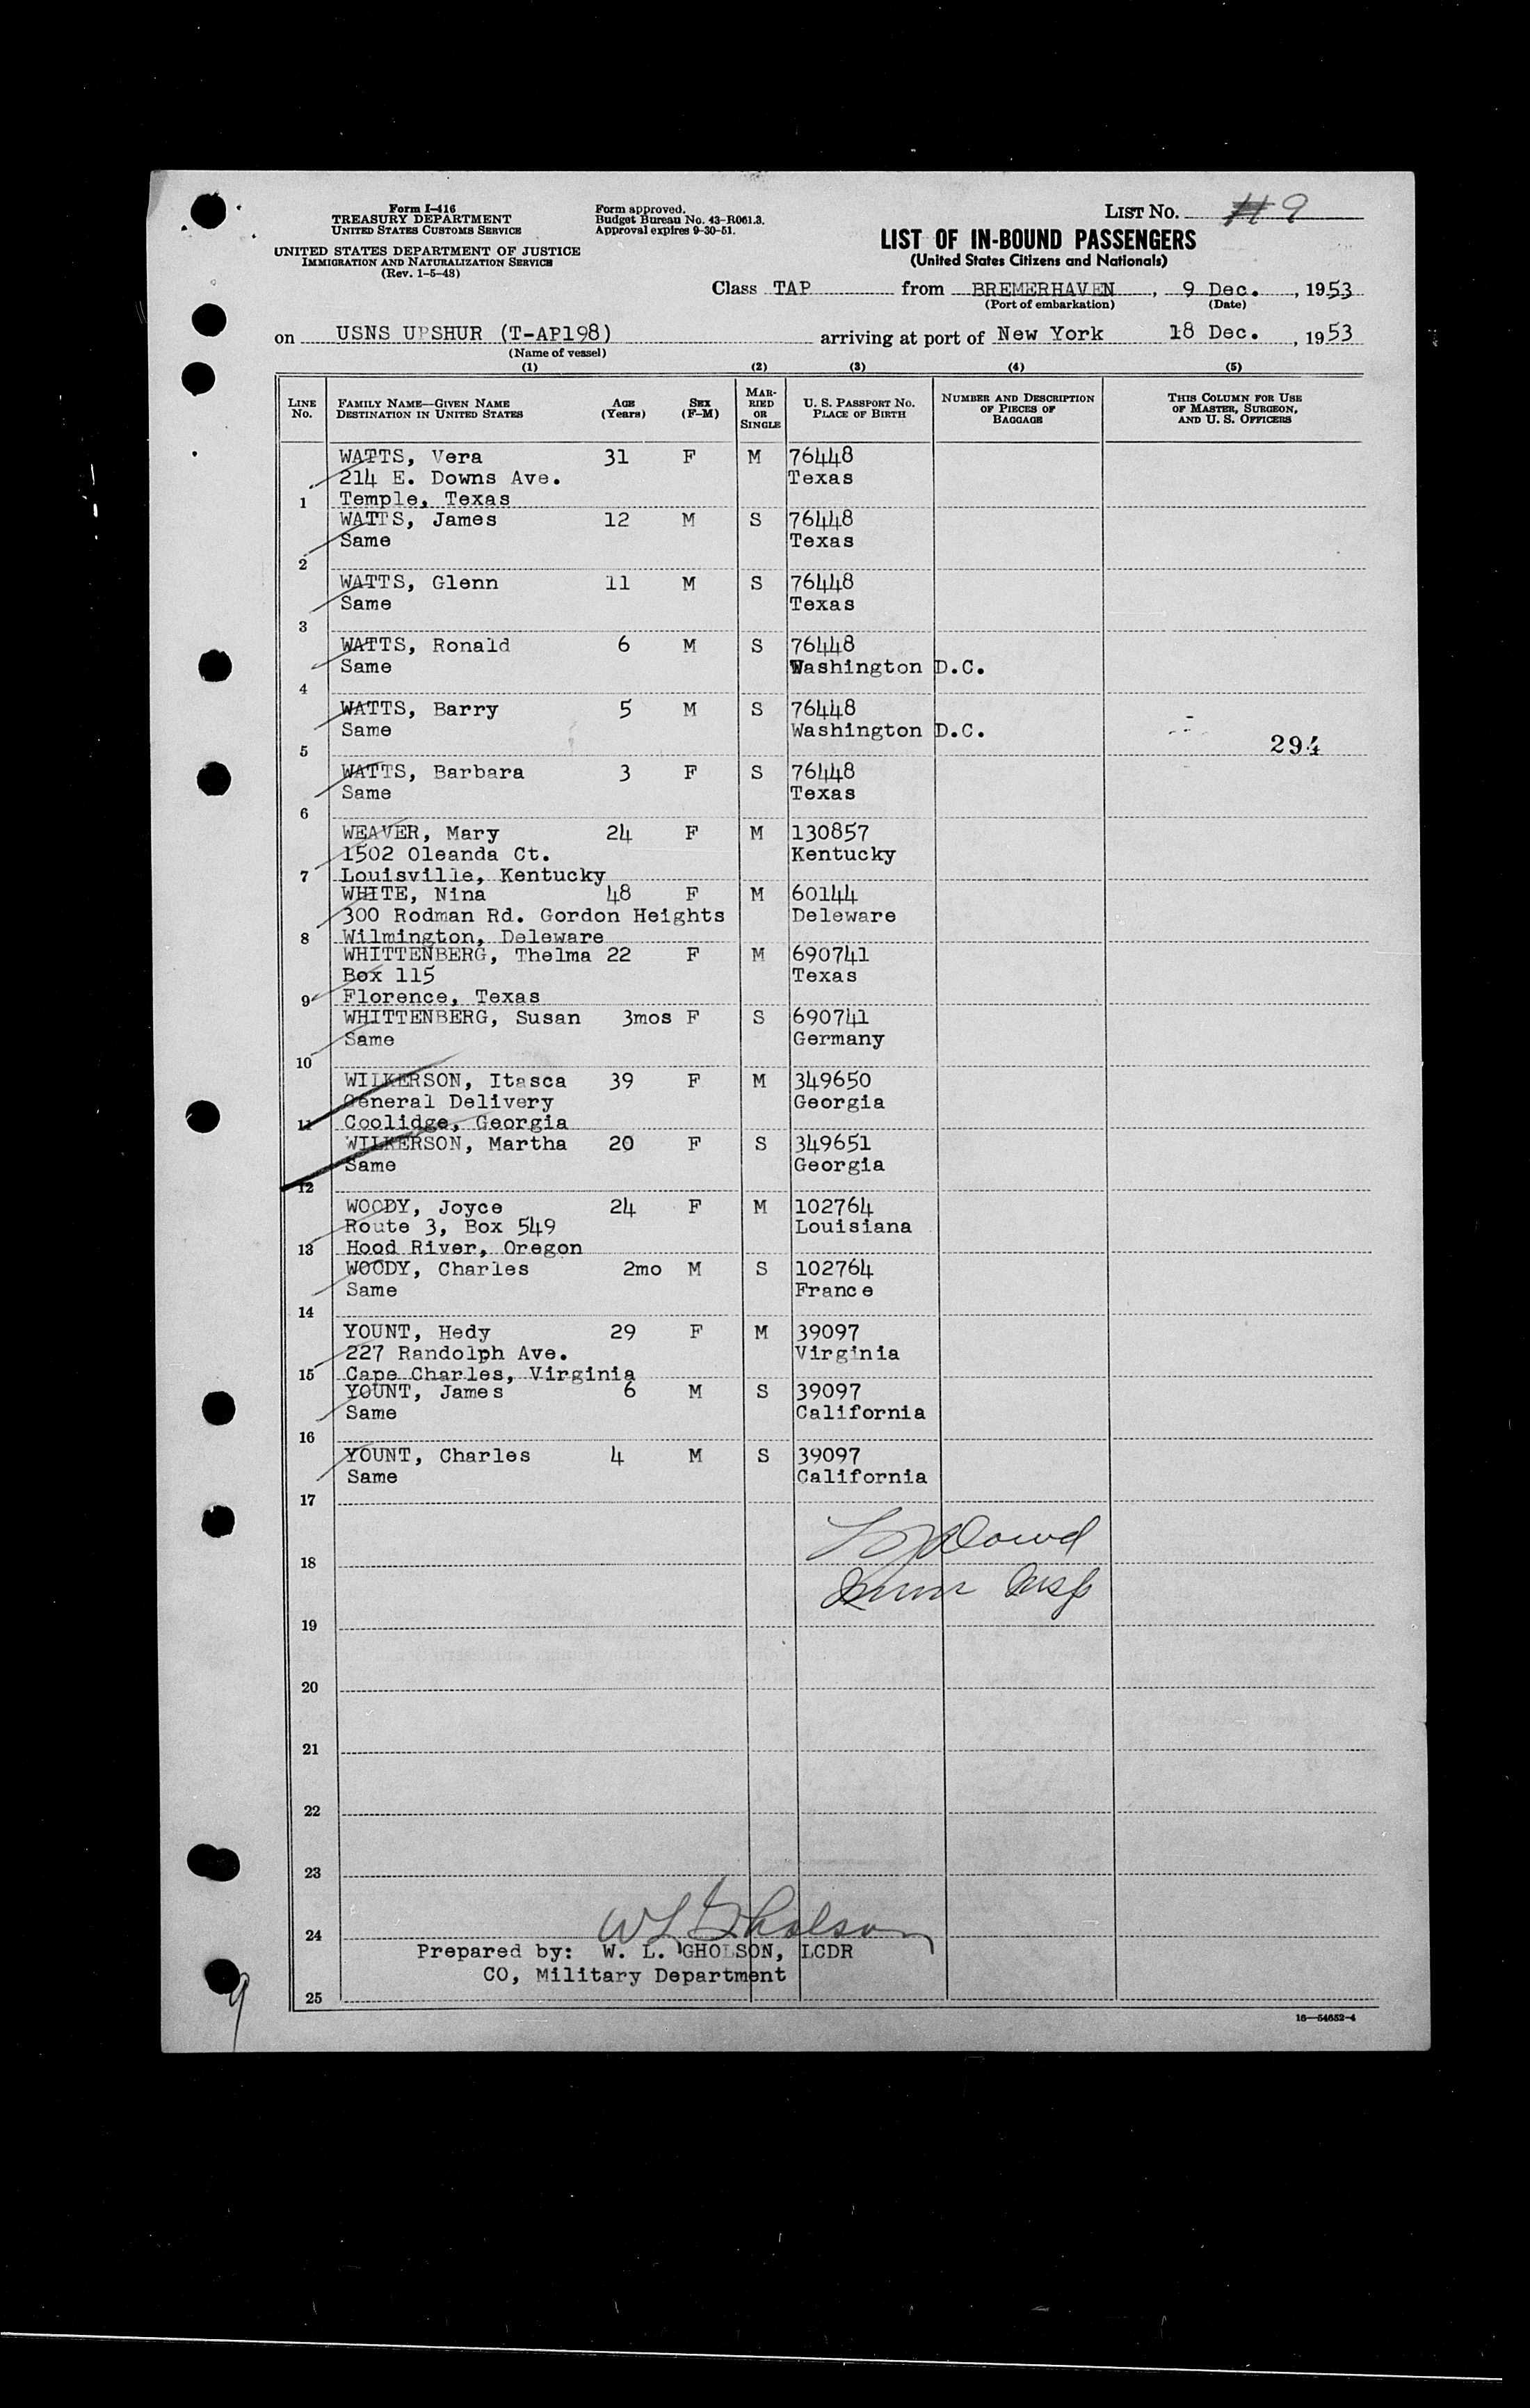 Form I-416
TREASURY DEPARTMENT
UNITED STATES CUSTOMS SERVICE
UNITED STATES DEPARTMENT OF JUSTICE
IMMIGRATION AND NATURALIZATION SERVICE
(Rev. 1-5-48)
Form approved.
Budget Bureau No. 43-R061.3.
Approval expires 9-30-51.
LIST No. 9
LIST OF IN-BOUND PASSENGERS
(United States Citizens and Nationals)
Class TAP from BREMERHAVEN, 9 Dec., 1953
(Port of embarkation) (Date)
on USNS UPSHUR (T-AP198) arriving at port of New York 18 Dec., 1953
(Name of vessel)
(1) (2) (3) (4) (5)
LINE No. FAMILY NAME—GIVEN NAME DESTINATION IN UNITED STATES AGE (Years) SEX (F-M) MARRIED OR SINGLE U. S. PASSPORT No. PLACE OF BIRTH NUMBER AND DESCRIPTION OF PIECES OF BAGGAGE THIS COLUMN FOR USE OF MASTER, SURGEON, AND U. S. OFFICERS
WATTS, Vera 31 F M 76448
214 E. Downs Ave. Texas
1 Temple, Texas
WATTS, James 12 M S 76448
Same Texas
2
WATTS, Glenn 11 M S 76448
Same Texas
3
WATTS, Ronald 6 M S 76448
Same Washington D.C.
4
WATTS, Barry 5 M S 76448
Same Washington D.C.
5 294
WATTS, Barbara 3 F S 76448
Same Texas
6
WEAVER, Mary 24 F M 130857
1502 Oleanda Ct. Kentucky
7 Louisville, Kentucky
WHITE, Nina 48 F M 60144
300 Rodman Rd. Gordon Heights Deleware
8 Wilmington, Deleware
WHITTENBERG, Thelma 22 F M 690741
Box 115 Texas
9 Florence, Texas
WHITTENBERG, Susan 3mos F S 690741
Same Germany
10
WILKERSON, Itasca 39 F M 349650
General Delivery Georgia
11 Coolidge, Georgia
WILKERSON, Martha 20 F S 349651
Same Georgia
12
WOODY, Joyce 24 F M 102764
Route 3, Box 549 Louisiana
13 Hood River, Oregon
WOODY, Charles 2mo M S 102764
Same France
14
YOUNT, Hedy 29 F M 39097
227 Randolph Ave. Virginia
15 Cape Charles, Virginia
YOUNT, James 6 M S 39097
Same California
16
YOUNT, Charles 4 M S 39097
Same California
17
Dowd
18
Imm Insp
19
20
21
22
23
W L Gholson
24
Prepared by: W. L. GHOLSON, LCDR
CO, Military Department
25
9
16—54652-4